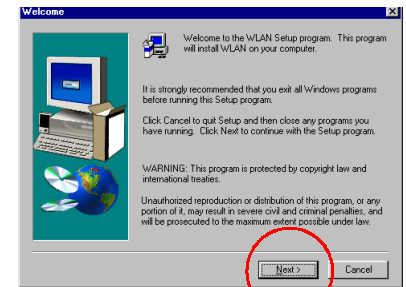 Welcome
Welcome to the WLAN Setup program. This program
will install WLAN on your computer.
It is strongly recommended that you exit all Windows programs
before running this Setup program.
Click Cancel to quit Setup and then close any programs you
have running. Click Next to continue with the Setup program.
WARNING: This program is protected by copyright law and
international treaties.
Unauthorized reproduction or distribution of this program, or any
portion of it, may result in severe civil and criminal penalties, and
will be prosecuted to the maximum extent possible under law.
Next >
Cancel